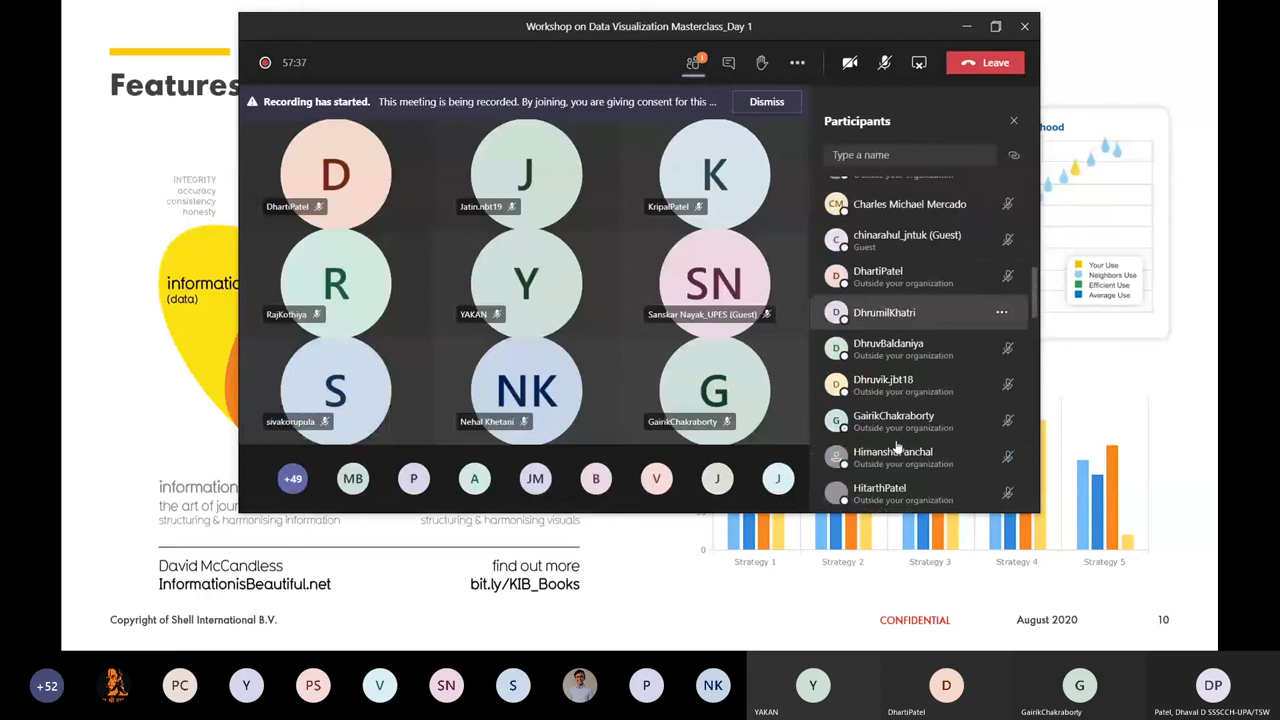 Workshop on Data Visualization Masterclass_Day 1
Features
57:37
1
Leave
Recording has started. This meeting is being recorded. By joining, you are giving consent for this ...
Dismiss
Participants
Type a name
D
DhartiPatel
J
Jatin.nbt19
K
KripalPatel
R
RajKothiya
Y
YAKAN
SN
Sanskar Nayak_UPES (Guest)
S
sivakorupula
NK
Nehal Khetani
G
GairikChakraborty
+49
MB
P
A
JM
B
V
J
J
CM
Charles Michael Mercado
C
chinarahul_jntuk (Guest)
Guest
D
DhartiPatel
Outside your organization
D
DhrumilKhatri
D
DhruvBaldaniya
Outside your organization
D
Dhruvik.jbt18
Outside your organization
G
GairikChakraborty
Outside your organization
Outside your organization
HitarthPatel
Outside your organization
INTEGRITY
accuracy
consistency
honesty
(data)
the art of
structuring & harmonising information
structuring & harmonising visuals
David McCandless
InformationisBeautiful.net
find out more
bit.ly/KIB_Books
Your Use
Neighbors Use
Efficient Use
Average Use
0
Strategy 1
Strategy 2
Strategy 3
Strategy 4
Strategy 5
Copyright of Shell International B.V.
CONFIDENTIAL
August 2020
10
+52
PC
Y
PS
V
SN
S
P
NK
Y
YAKAN
D
DhartiPatel
G
GairikChakraborty
DP
Patel, Dhaval D SSSCCH-UPA/TSW